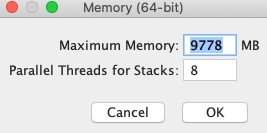 Memory (64-bit)
Maximum Memory: 9778 MB
Parallel Threads for Stacks: 8
Cancel OK